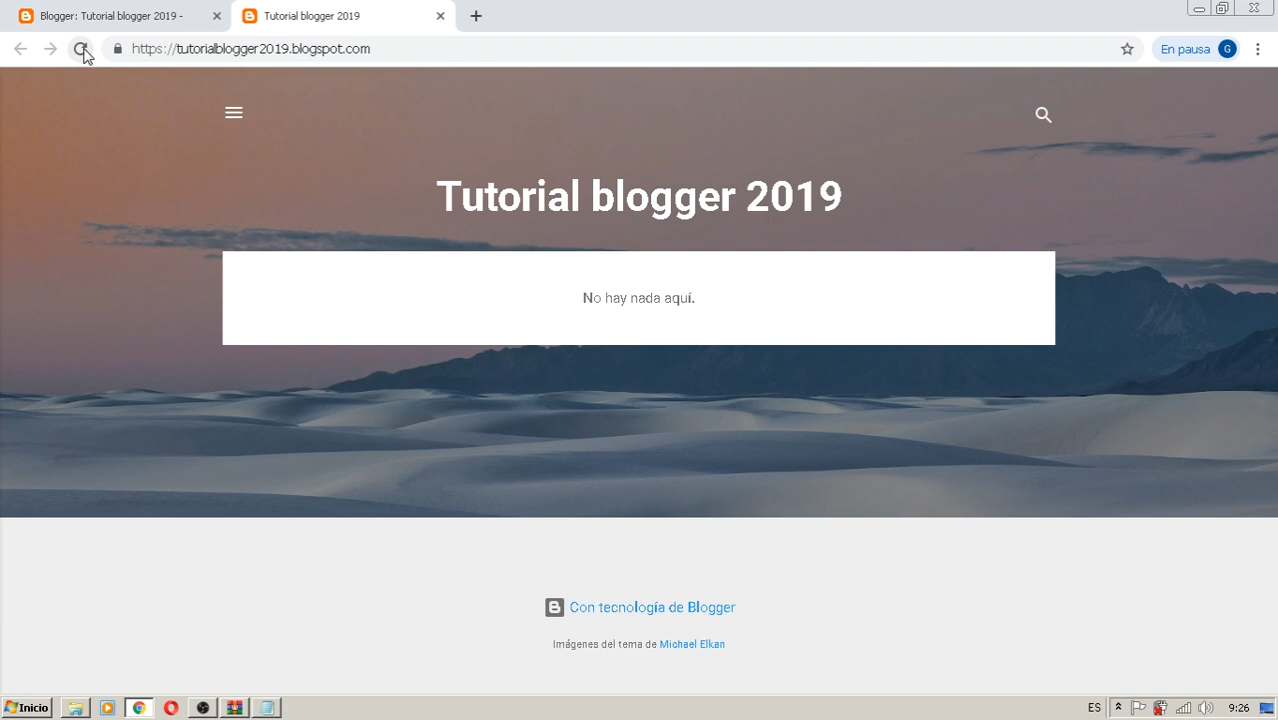 Blogger: Tutorial blogger 2019 -
Tutorial blogger 2019
https://tutorialblogger2019.blogspot.com
En pausa
G
Tutorial blogger 2019
No hay nada aquí.
Con tecnología de Blogger
Imágenes del tema de Michael Elkan
Inicio
ES
9:26